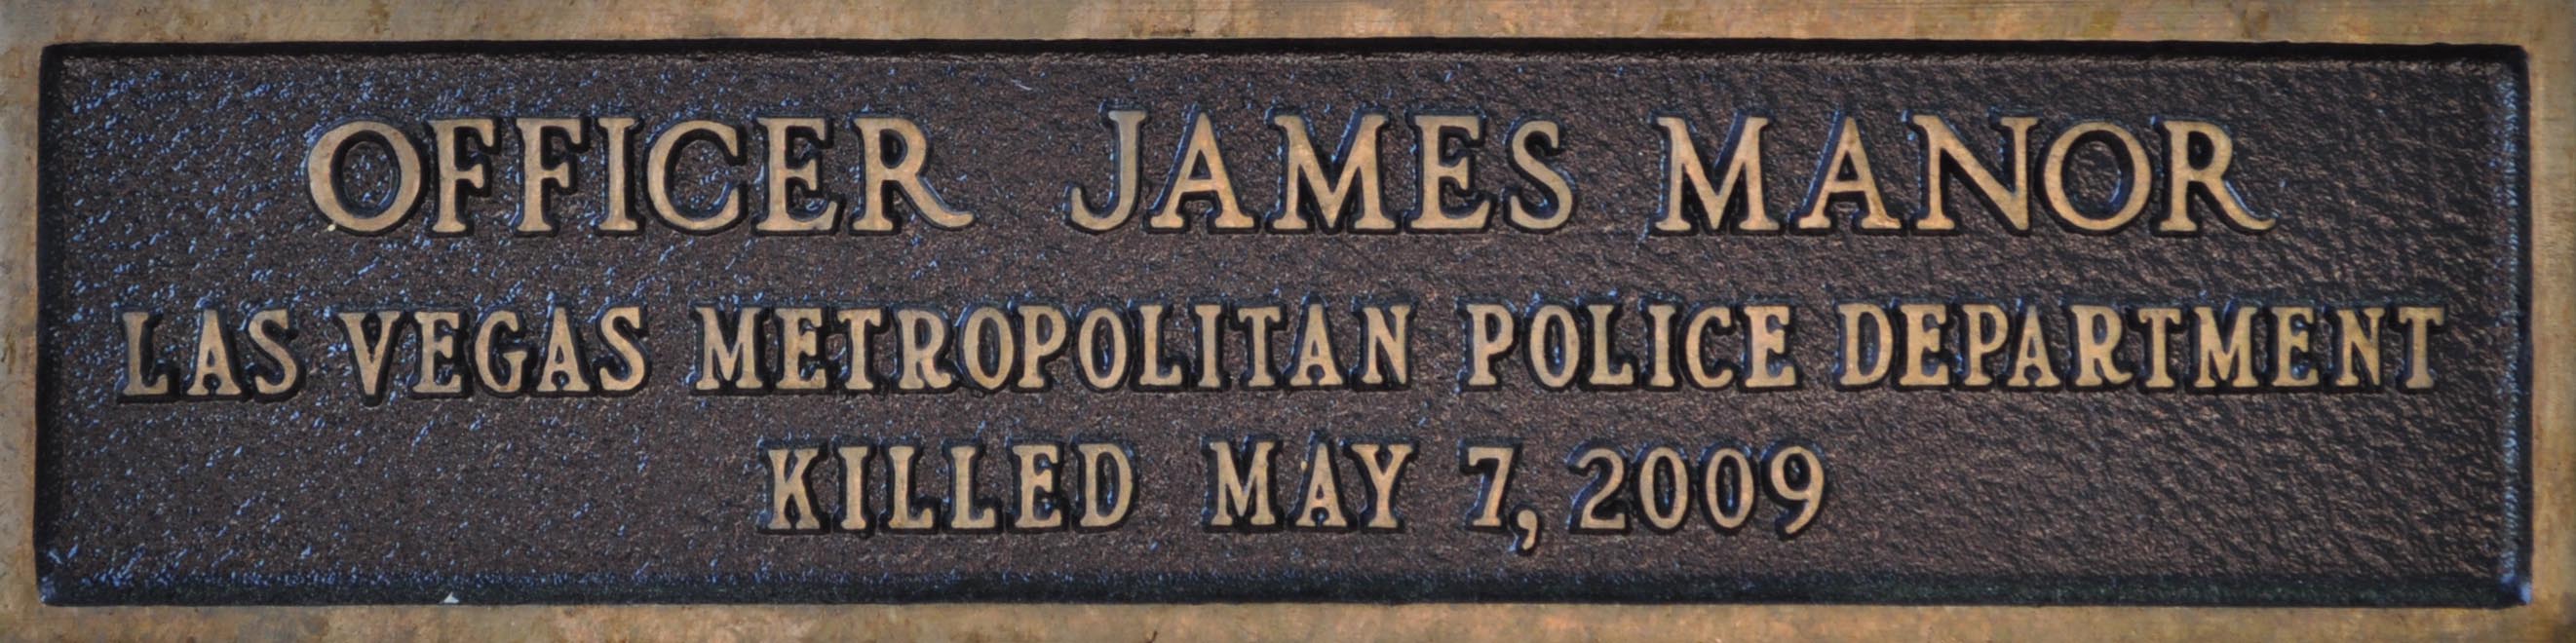 OFFICER JAMES MANOR
LAS VEGAS METROPOLITAN POLICE DEPARTMENT
KILLED MAY 7, 2009